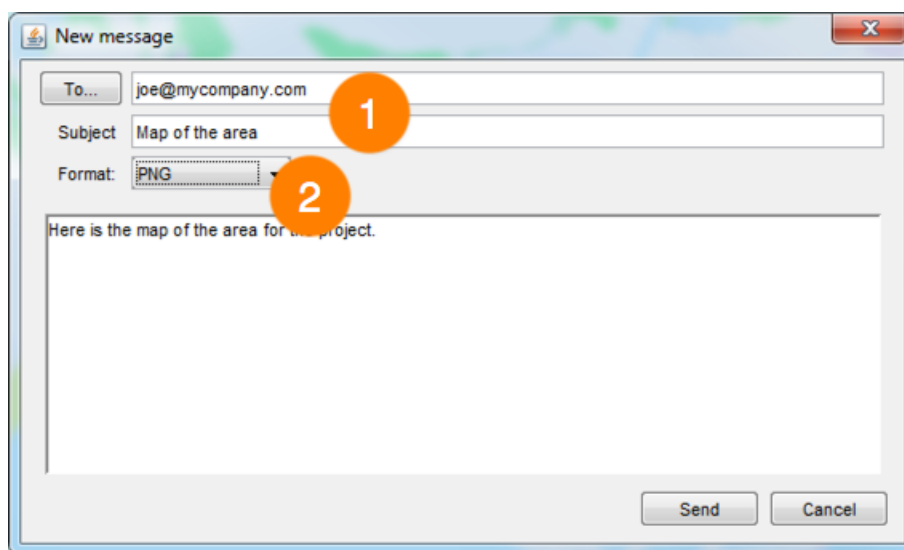 New message
To... joe@mycompany.com
1
Subject Map of the area
Format: PNG
2
Here is the map of the area for the project.
Send Cancel